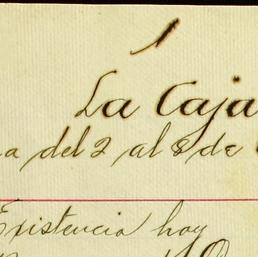 1
La Caja
a del 2 al 8 de
Existencia hoy